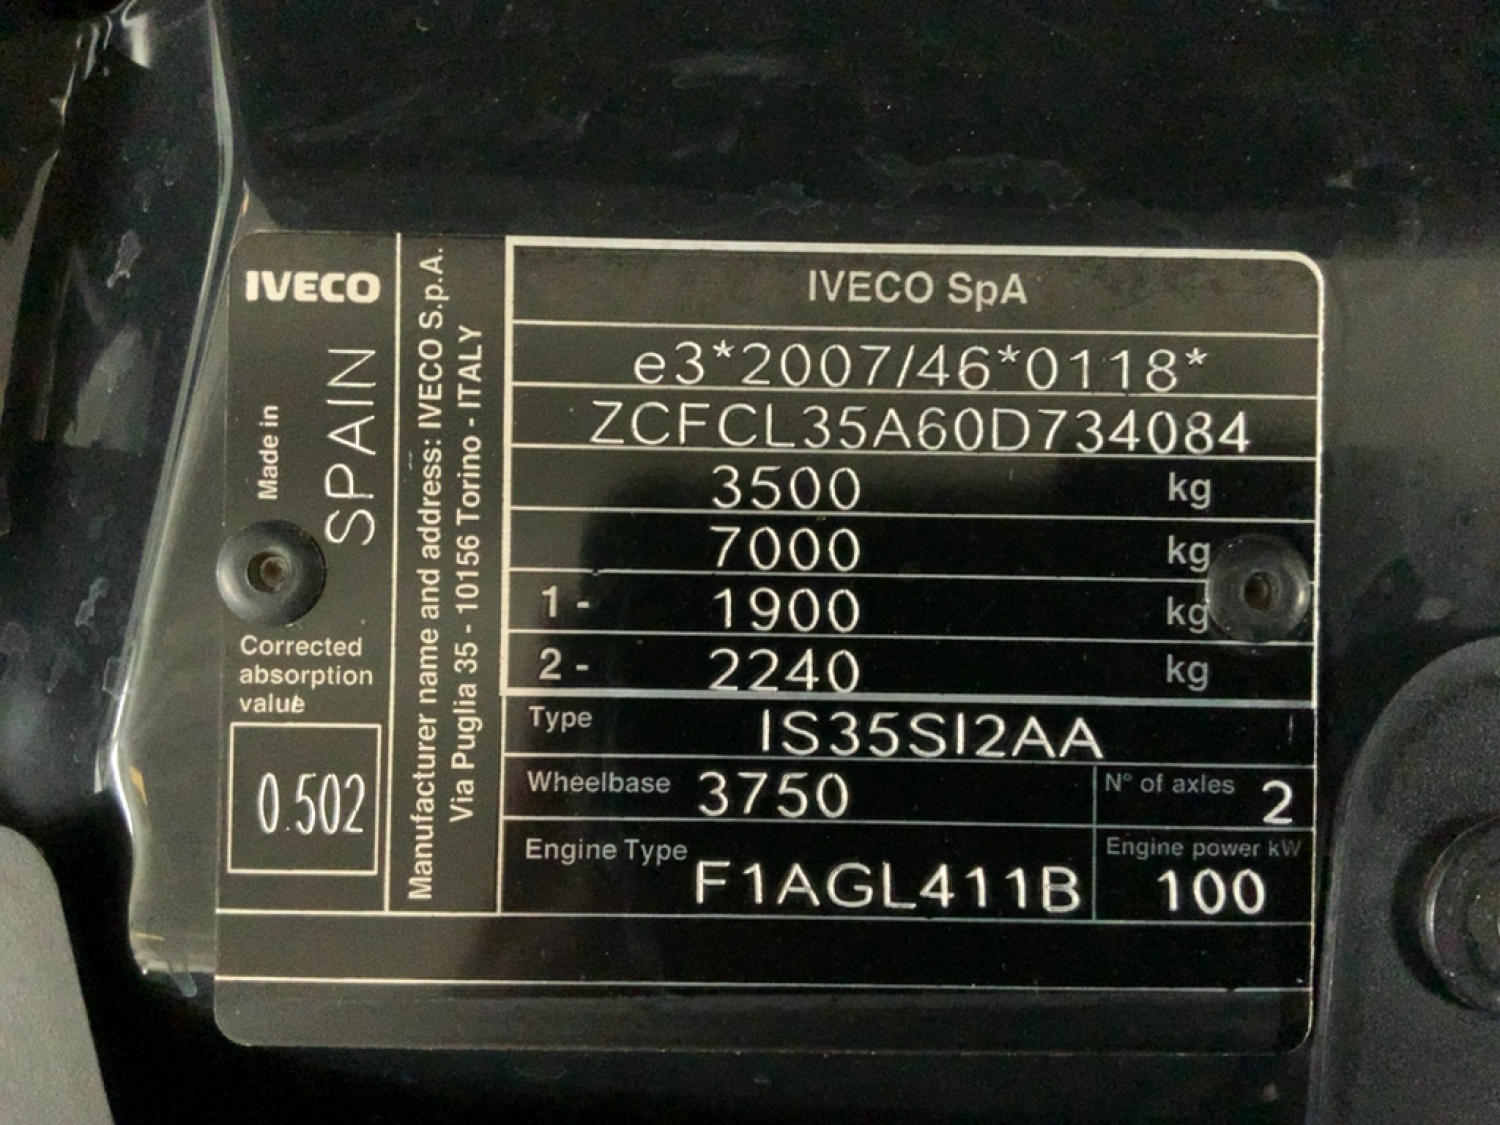 IVECO
Made in
SPAIN
Corrected
absorption
value
0.502
Manufacturer name and address: IVECO S.p.A.
Via Puglia 35 - 10156 Torino - ITALY
IVECO SpA
e3*2007/46*0118*
ZCFCL35A60D734084
3500 kg
7000 kg
1 - 1900 kg
2 - 2240 kg
Type IS35SI2AA
Wheelbase 3750 N° of axles 2
Engine Type F1AGL411B Engine power kW 100